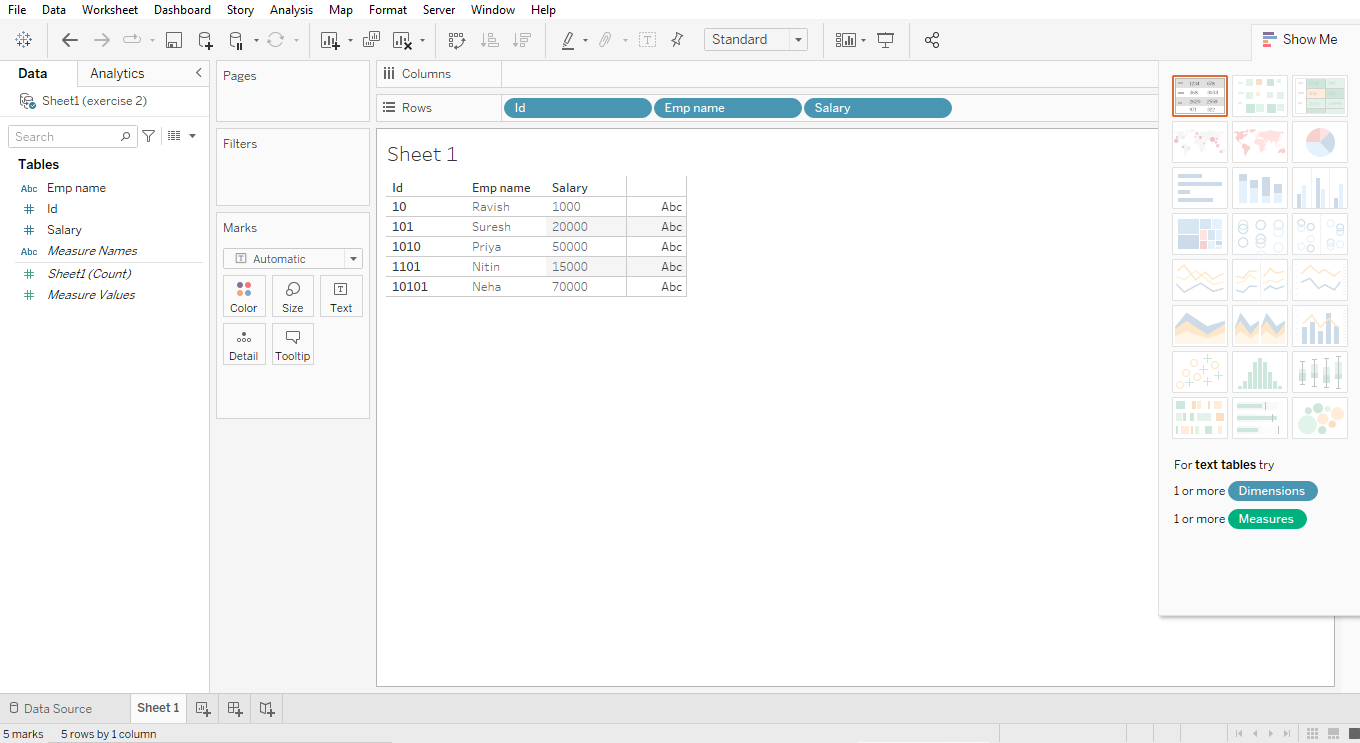 File Data Worksheet Dashboard Story Analysis Map Format Server Window Help
Standard
Show Me
Data Analytics
Sheet1 (exercise 2)
Search
Tables
Abc Emp name
Id
Salary
Abc Measure Names
Sheet1 (Count)
Measure Values
Pages
Filters
Marks
Automatic
Color Size Text
Detail Tooltip
Columns
Rows Id Emp name Salary
Sheet 1
Id Emp name Salary
10 Ravish 1000 Abc
101 Suresh 20000 Abc
1010 Priya 50000 Abc
1101 Nitin 15000 Abc
10101 Neha 70000 Abc
For text tables try
1 or more Dimensions
1 or more Measures
Data Source Sheet 1
5 marks 5 rows by 1 column